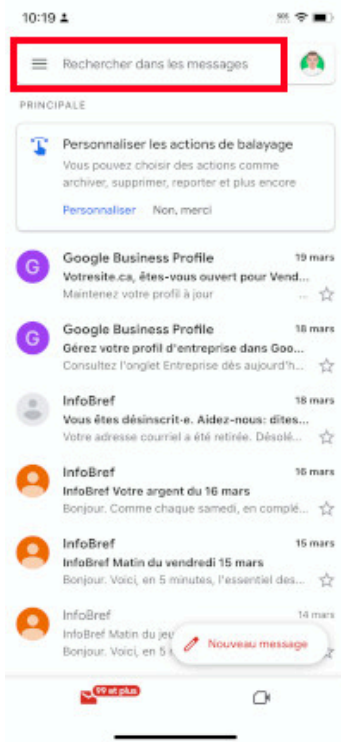 10:19
SOS
Rechercher dans les messages
PRINCIPALE
Personnaliser les actions de balayage
Vous pouvez choisir des actions comme
archiver, supprimer, reporter et plus encore
Personnaliser Non, merci
G
Google Business Profile 19 mars
Votresite.ca, êtes-vous ouvert pour Vend...
Maintenez votre profil à jour ...
G
Google Business Profile 18 mars
Gérez votre profil d'entreprise dans Goo...
Consultez l'onglet Entreprise dès aujourd'h...
InfoBref 18 mars
Vous êtes désinscrit·e. Aidez-nous: dites...
Votre adresse courriel a été retirée. Désolé...
InfoBref 16 mars
InfoBref Votre argent du 16 mars
Bonjour. Comme chaque samedi, en complé...
InfoBref 15 mars
InfoBref Matin du vendredi 15 mars
Bonjour. Voici, en 5 minutes, l'essentiel des...
InfoBref 14 mars
InfoBref Matin du jeu
Bonjour. Voici, en 5
Nouveau message
99 et plus